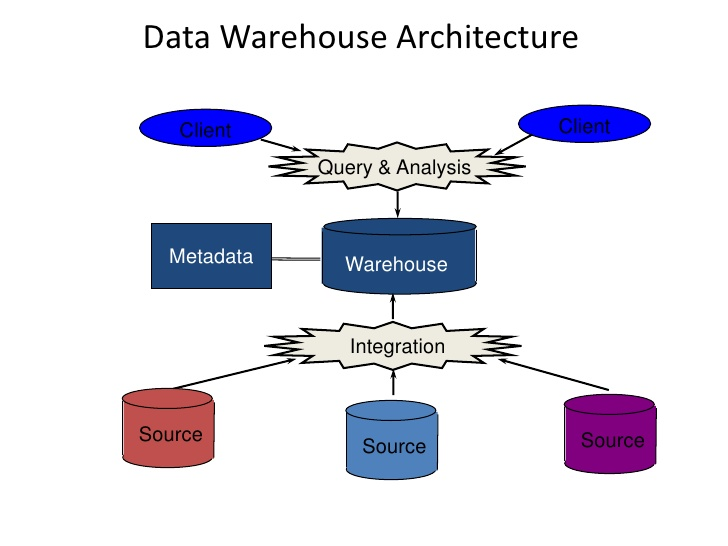 Data Warehouse Architecture
Client
Client
Query & Analysis
Metadata
Warehouse
Integration
Source
Source
Source